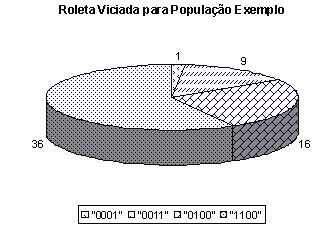 Roleta Viciada para População Exemplo
1
9
36
16
"0001" "0011" "0100" "1100"